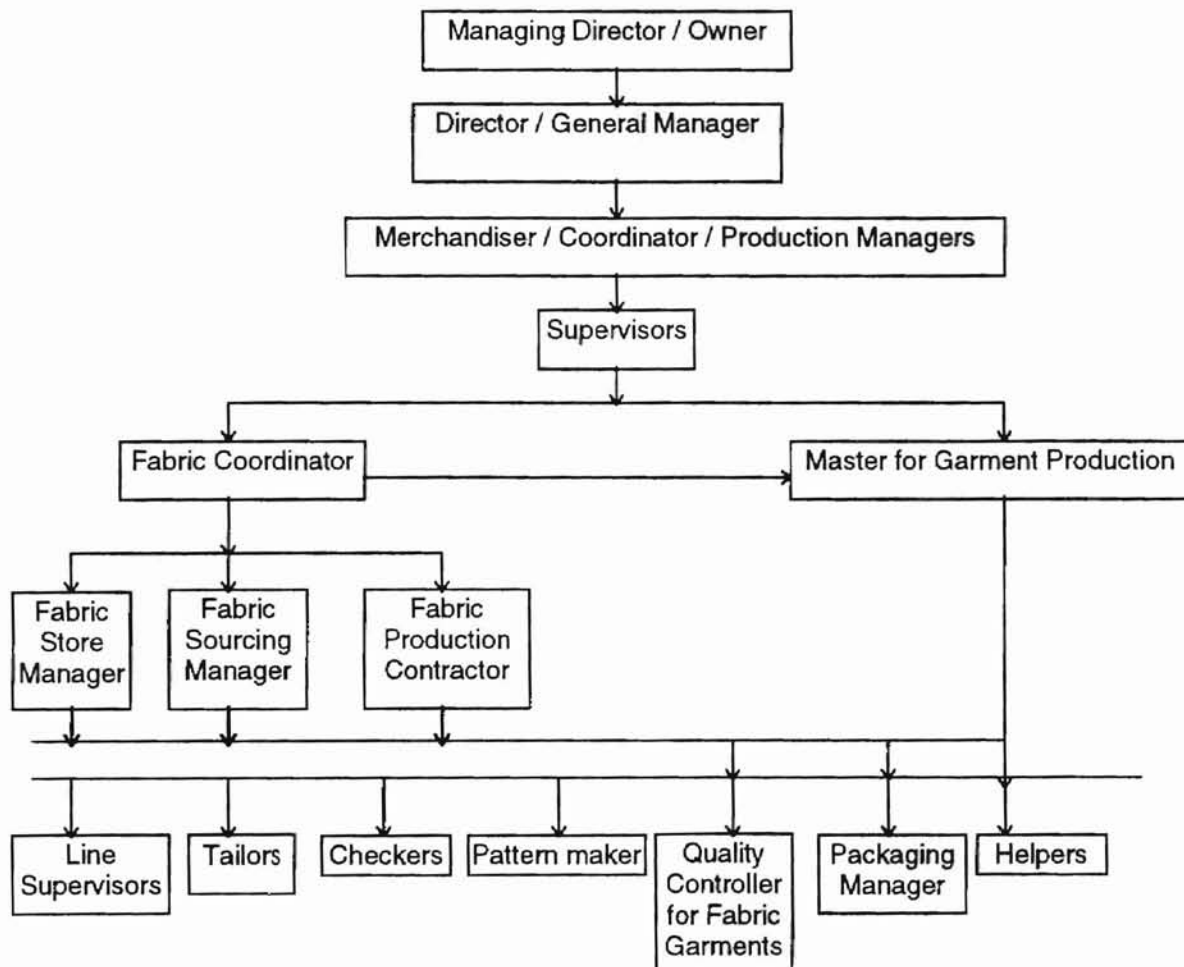 Managing Director / Owner
Director / General Manager
Merchandiser / Coordinator / Production Managers
Supervisors
Fabric Coordinator
Master for Garment Production
Fabric
Store
Manager
Fabric
Sourcing
Manager
Fabric
Production
Contractor
Line
Supervisors
Tailors
Checkers
Pattern maker
Quality
Controller
for Fabric
Garments
Packaging
Manager
Helpers